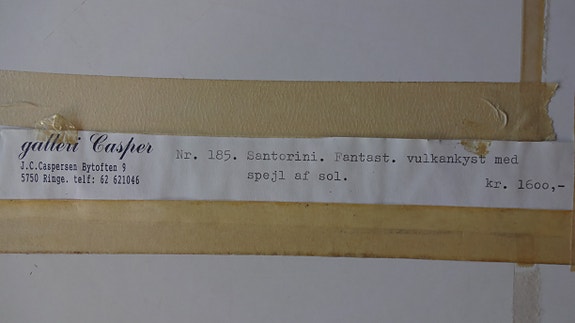 galleri Casper
J.C.Caspersen Bytoften 9
5750 Ringe. telf: 62 621046
Nr. 185. Santorini. Fantast. vulkankyst med
spejl af sol.
kr. 1600,-